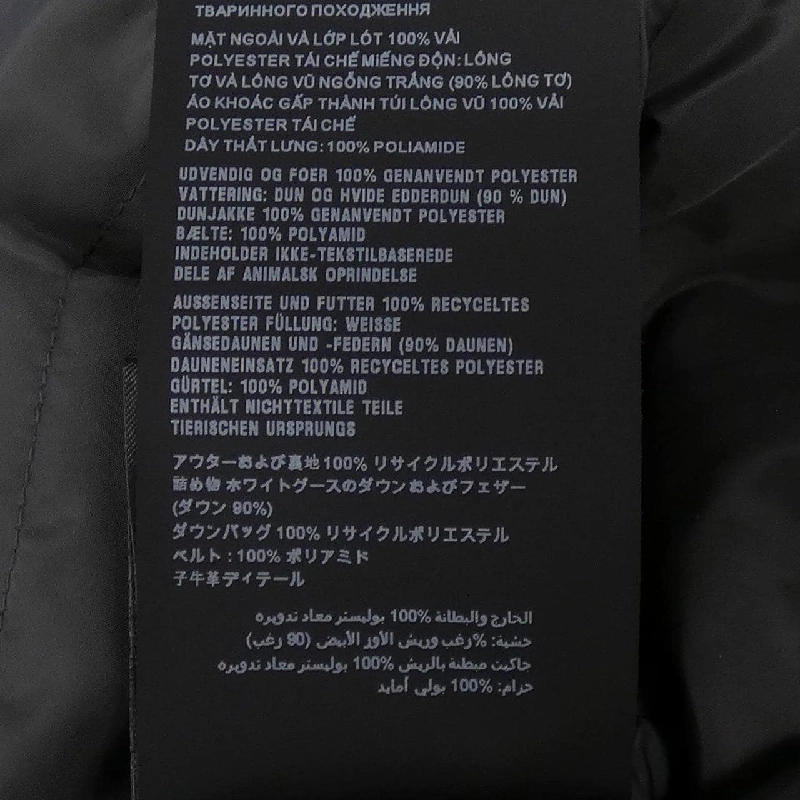 ТВАРИННОГО ПОХОДЖЕННЯ
MẶT NGOÀI VÀ LỚP LÓT 100% VẢI
POLYESTER TÁI CHẾ MIẾNG ĐỘN: LÔNG
TƠ VÀ LÔNG VŨ NGỖNG TRẮNG (90% LÔNG TƠ)
ÁO KHOÁC GẤP THÀNH TÚI LÔNG VŨ 100% VẢI
POLYESTER TÁI CHẾ
DÂY THẮT LƯNG: 100% POLIAMIDE
UDVENDIG OG FOER 100% GENANVENDT POLYESTER
VATTERING: DUN OG HVIDE EDDERDUN (90 % DUN)
DUNJAKKE 100% GENANVENDT POLYESTER
BÆLTE: 100% POLYAMID
INDEHOLDER IKKE-TEKSTILBASEREDE
DELE AF ANIMALSK OPRINDELSE
AUSSENSEITE UND FUTTER 100% RECYCELTES
POLYESTER FÜLLUNG: WEISSE
GÄNSEDAUNEN UND -FEDERN (90% DAUNEN)
DAUNENEINSATZ 100% RECYCELTES POLYESTER
GÜRTEL: 100% POLYAMID
ENTHÄLT NICHTTEXTILE TEILE
TIERISCHEN URSPRUNGS
アウターおよび裏地 100% リサイクルポリエステル
詰め物 ホワイトグースのダウンおよびフェザー
(ダウン 90%)
ダウンバッグ 100% リサイクルポリエステル
ベルト : 100% ポリアミド
子牛革ディテール
الخارج والبطانة %100 بوليستر معاد تدويره
حشية: %رغب وريش الأوز الأبيض (90 رغب)
جاكيت مبطنة بالريش %100 بوليستر معاد تدويره
حزام: %100 بولي أمايد